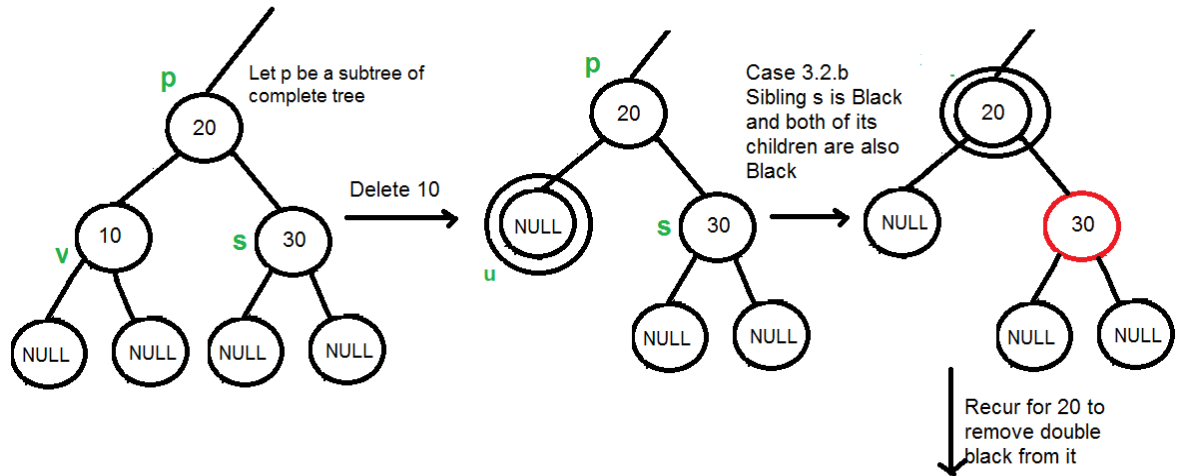 p
Let p be a subtree of
complete tree
20
v
10
s
30
NULL
NULL
NULL
NULL
Delete 10
p
20
NULL
u
s
30
NULL
NULL
Case 3.2.b
Sibling s is Black
and both of its
children are also
Black
20
NULL
30
NULL
NULL
Recur for 20 to
remove double
black from it